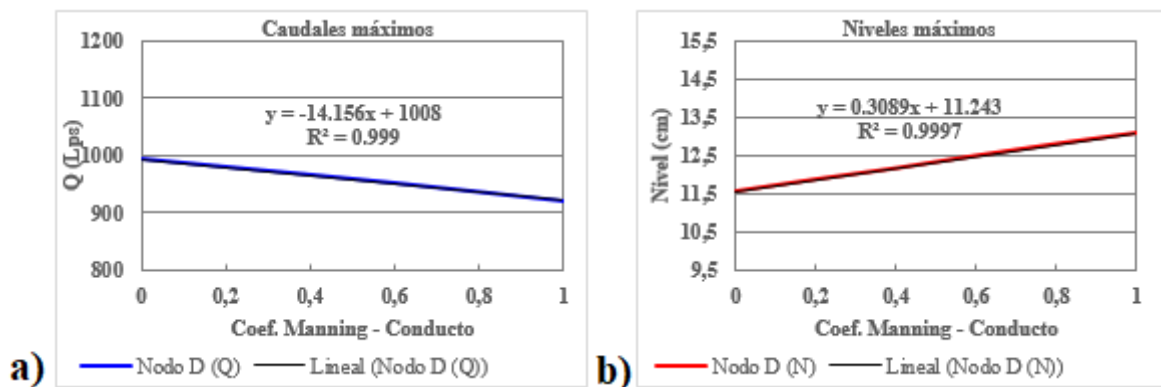 Caudales máximos
1200
1100
1000
900
800
Q (Lps)
y = -14.156x + 1008
R² = 0.999
0 0,2 0,4 0,6 0,8 1
Coef. Manning - Conducto
Nodo D (Q) Lineal (Nodo D (Q))
a)
Niveles máximos
15,5
14,5
13,5
12,5
11,5
10,5
9,5
Nivel (cm)
y = 0.3089x + 11.243
R² = 0.9997
0 0,2 0,4 0,6 0,8 1
Coef. Manning - Conducto
Nodo D (N) Lineal (Nodo D (N))
b)